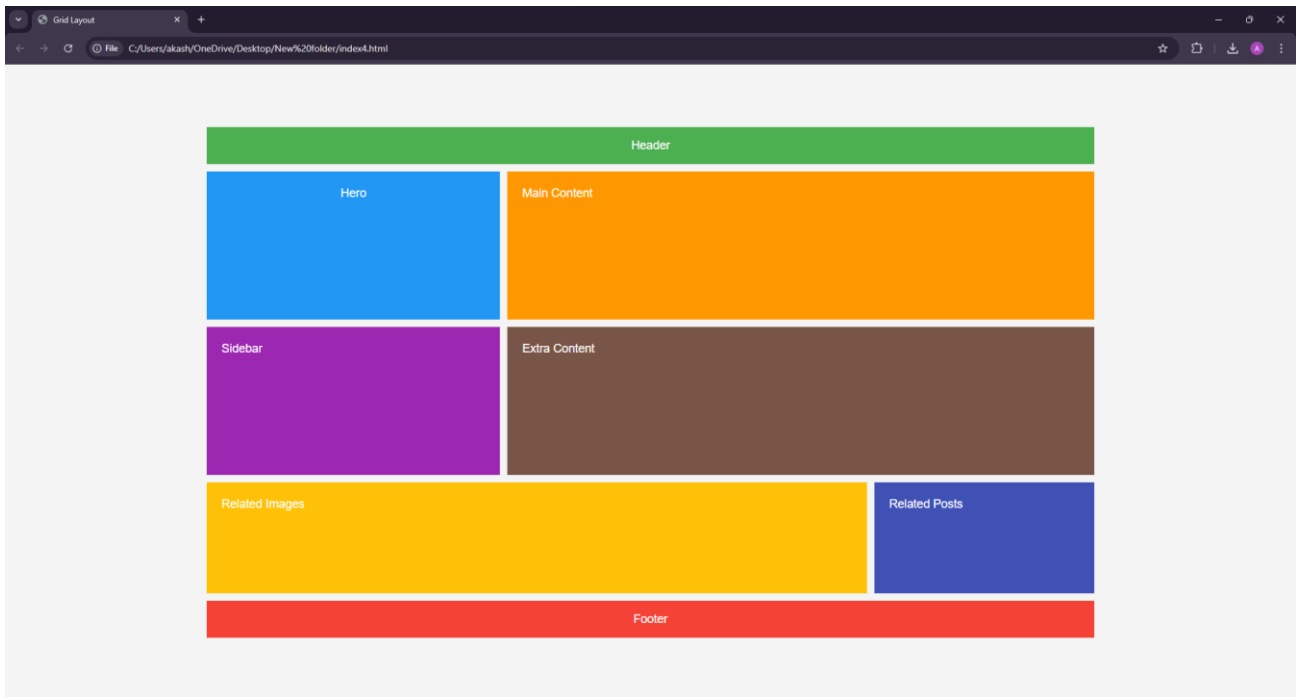 Grid Layout
File C:/Users/akash/OneDrive/Desktop/New%20folder/index4.html
A
Header
Hero
Main Content
Sidebar
Extra Content
Related Images
Related Posts
Footer